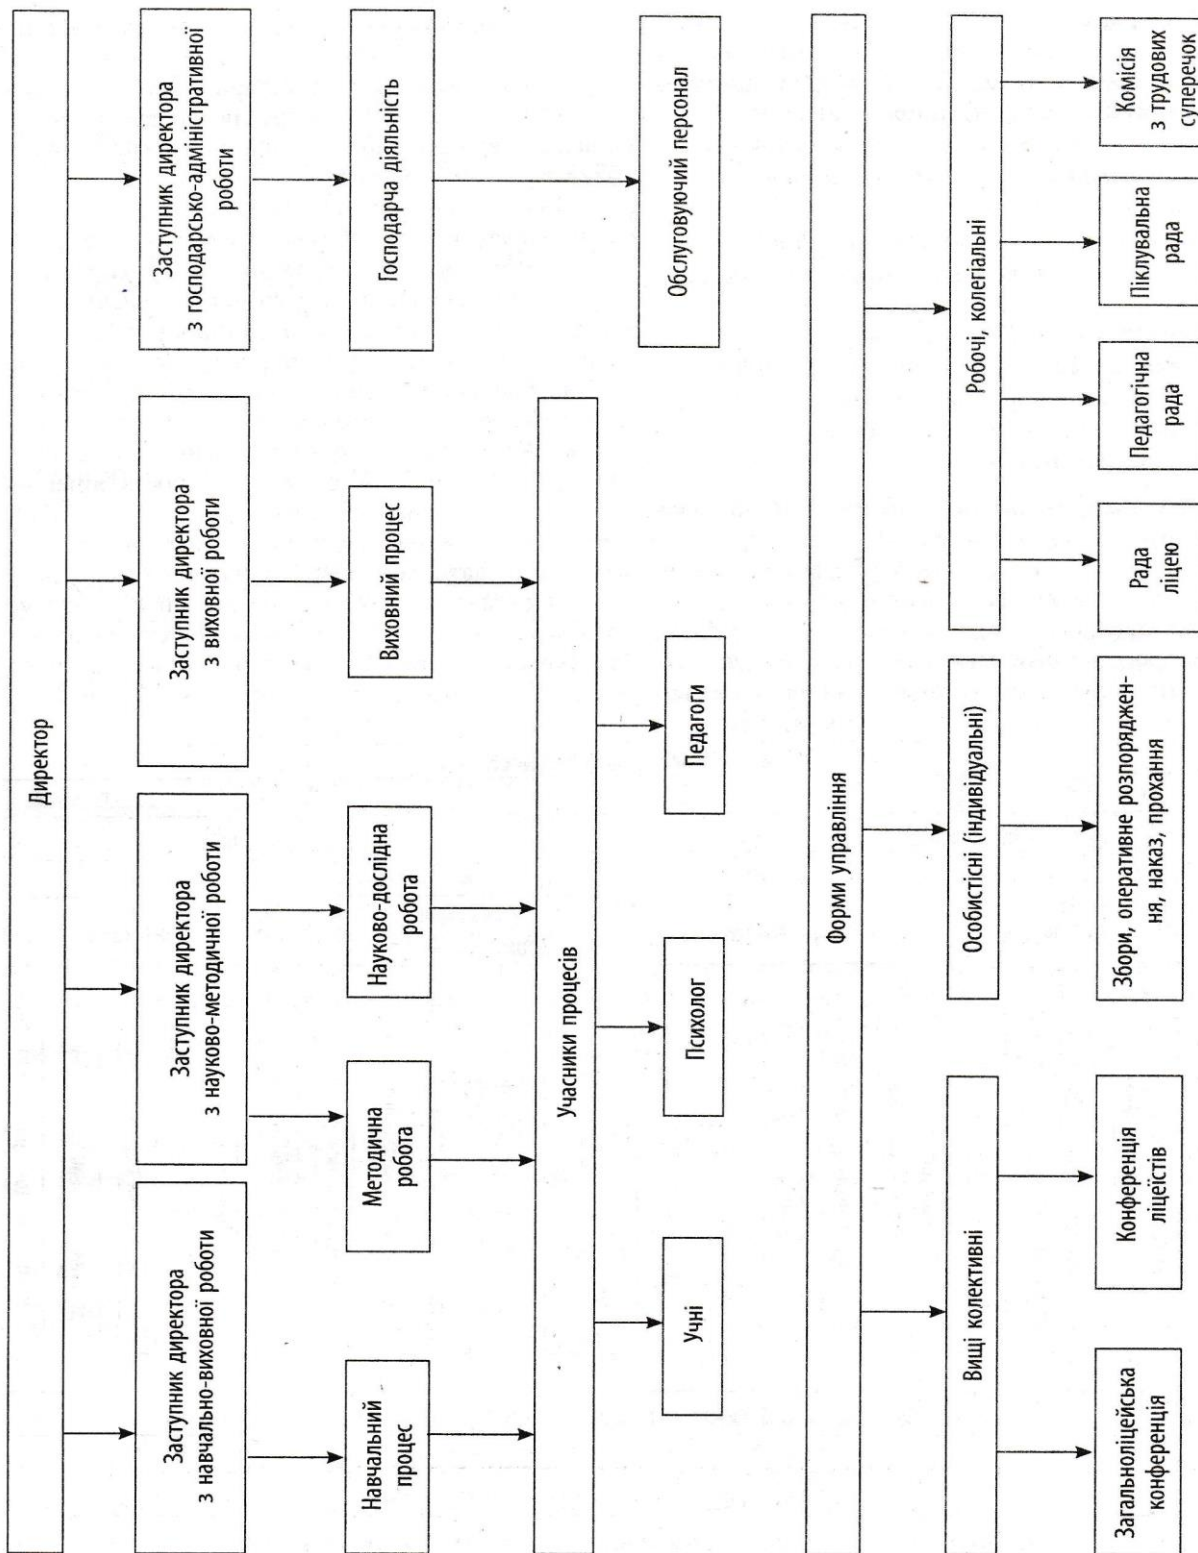 Директор
Заступник директора
з навчально-виховної роботи
Заступник директора
з науково-методичної роботи
Заступник директора
з виховної роботи
Заступник директора
з господарсько-адміністративної
роботи
Навчальний
процес
Методична
робота
Науково-дослідна
робота
Виховний процес
Господарча діяльність
Учасники процесів
Учні
Психолог
Педагоги
Обслуговуючий персонал
Форми управління
Вищі колективні
Особистісні (індивідуальні)
Робочі, колегіальні
Загальноліцейська
конференція
Конференція
ліцеїстів
Збори, оперативне розпоряджен-
ня, наказ, прохання
Рада
ліцею
Педагогічна
рада
Піклувальна
рада
Комісія
з трудових
суперечок